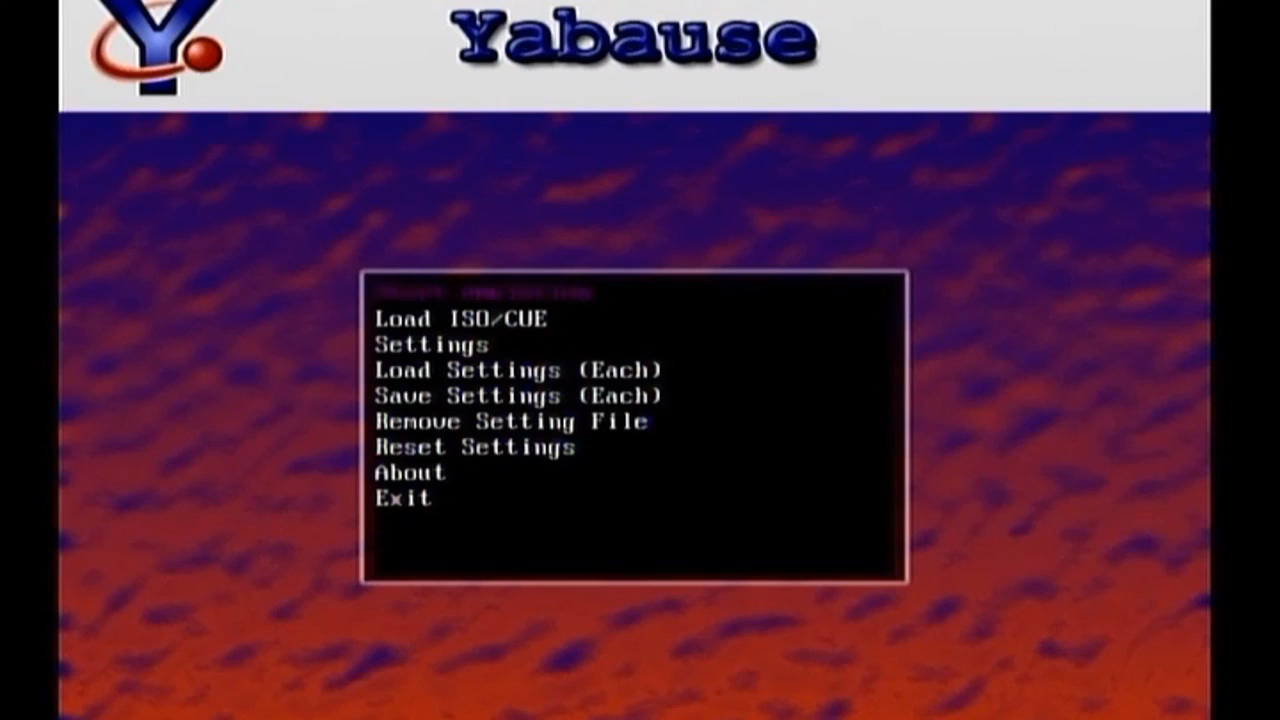 Yabause
Load ISO/CUE
Settings
Load Settings (Each)
Save Settings (Each)
Remove Setting File
Reset Settings
About
Exit